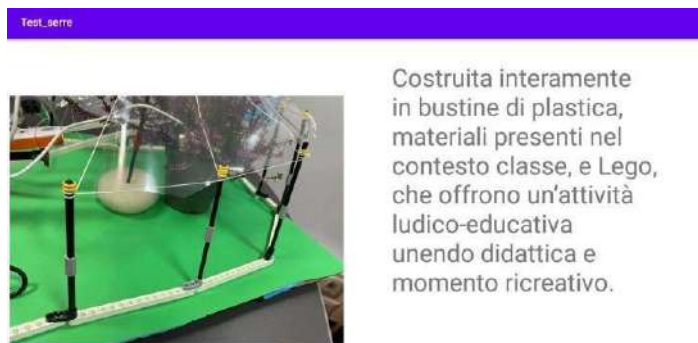 Test_serre
Costruita interamente
in bustine di plastica,
materiali presenti nel
contesto classe, e Lego,
che offrono un'attività
ludico-educativa
unendo didattica e
momento ricreativo.